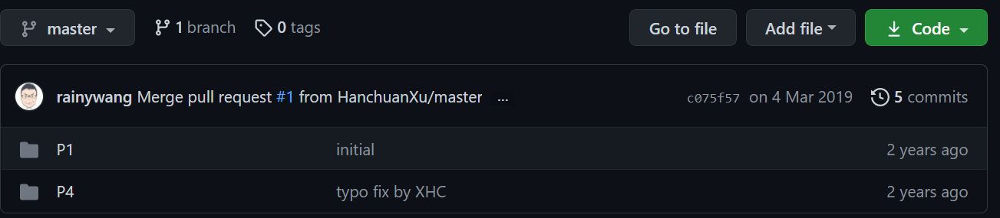 master 1 branch 0 tags Go to file Add file Code
rainywang Merge pull request #1 from HanchuanXu/master ... c075f57 on 4 Mar 2019 5 commits
P1 initial 2 years ago
P4 typo fix by XHC 2 years ago